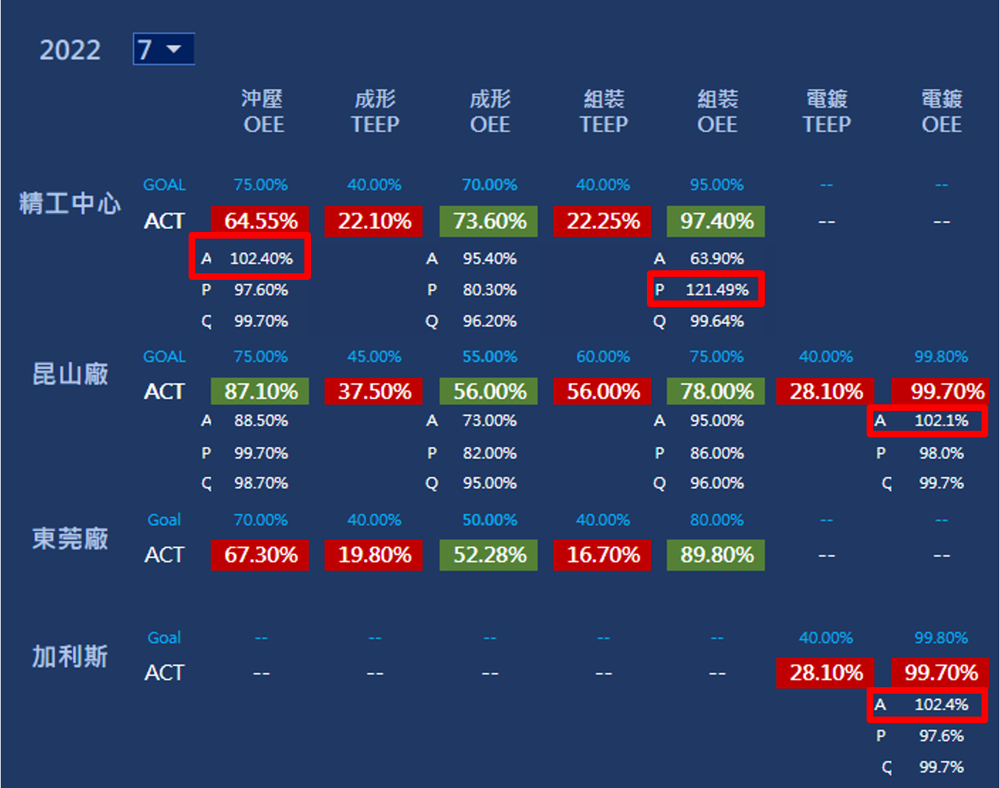 2022 7
沖壓 成形 成形 組裝 組裝 電鍍 電鍍
OEE TEEP OEE TEEP OEE TEEP OEE
GOAL 75.00% 40.00% 70.00% 40.00% 95.00% -- --
精工中心
ACT 64.55% 22.10% 73.60% 22.25% 97.40% -- --
A 102.40% A 95.40% A 63.90%
P 97.60% P 80.30% P 121.49%
Q 99.70% Q 96.20% Q 99.64%
GOAL 75.00% 45.00% 55.00% 60.00% 75.00% 40.00% 99.80%
昆山廠
ACT 87.10% 37.50% 56.00% 56.00% 78.00% 28.10% 99.70%
A 88.50% A 73.00% A 95.00% A 102.1%
P 99.70% P 82.00% P 86.00% P 98.0%
Q 98.70% Q 95.00% Q 96.00% Q 99.7%
Goal 70.00% 40.00% 50.00% 40.00% 80.00% -- --
東莞廠
ACT 67.30% 19.80% 52.28% 16.70% 89.80% -- --
Goal -- -- -- -- -- 40.00% 99.80%
加利斯
ACT -- -- -- -- -- 28.10% 99.70%
A 102.4%
P 97.6%
Q 99.7%